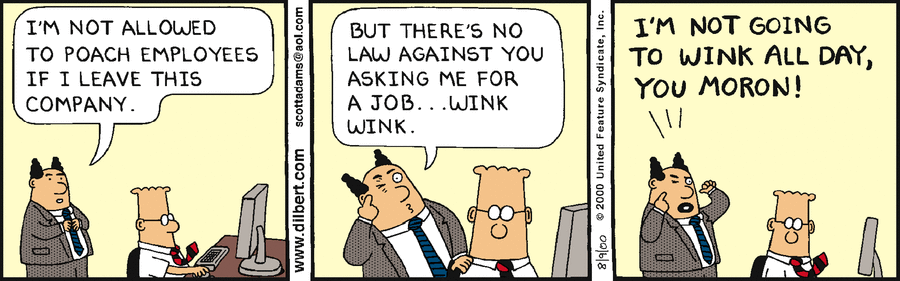 I'M NOT ALLOWED
TO POACH EMPLOYEES
IF I LEAVE THIS
COMPANY.
www.dilbert.com
scottadams@aol.com
BUT THERE'S NO
LAW AGAINST YOU
ASKING ME FOR
A JOB...WINK
WINK.
8/9/00
© 2000 United Feature Syndicate, Inc.
I'M NOT GOING
TO WINK ALL DAY,
YOU MORON!